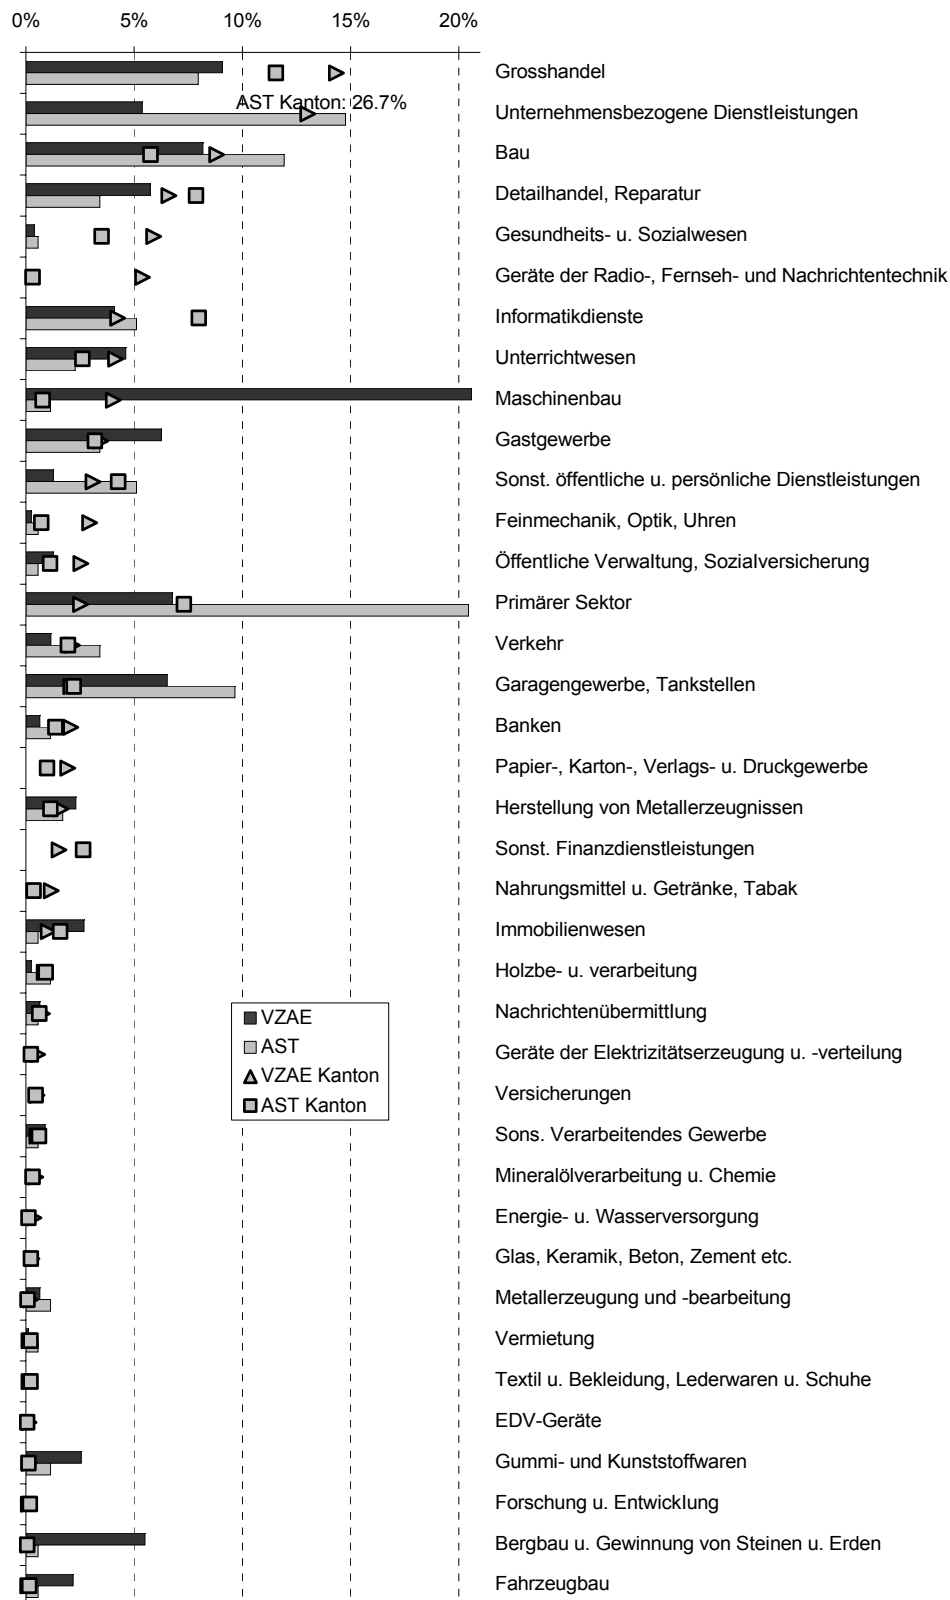 0% 5% 10% 15% 20%
Grosshandel
AST Kanton: 26.7%
Unternehmensbezogene Dienstleistungen
Bau
Detailhandel, Reparatur
Gesundheits- u. Sozialwesen
Geräte der Radio-, Fernseh- und Nachrichtentechnik
Informatikdienste
Unterrichtwesen
Maschinenbau
Gastgewerbe
Sonst. öffentliche u. persönliche Dienstleistungen
Feinmechanik, Optik, Uhren
Öffentliche Verwaltung, Sozialversicherung
Primärer Sektor
Verkehr
Garagengewerbe, Tankstellen
Banken
Papier-, Karton-, Verlags- u. Druckgewerbe
Herstellung von Metallerzeugnissen
Sonst. Finanzdienstleistungen
Nahrungsmittel u. Getränke, Tabak
Immobilienwesen
Holzbe- u. verarbeitung
Nachrichtenübermittlung
Geräte der Elektrizitätserzeugung u. -verteilung
Versicherungen
Sons. Verarbeitendes Gewerbe
Mineralölverarbeitung u. Chemie
Energie- u. Wasserversorgung
Glas, Keramik, Beton, Zement etc.
Metallerzeugung und -bearbeitung
Vermietung
Textil u. Bekleidung, Lederwaren u. Schuhe
EDV-Geräte
Gummi- und Kunststoffwaren
Forschung u. Entwicklung
Bergbau u. Gewinnung von Steinen u. Erden
Fahrzeugbau
VZAE
AST
VZAE Kanton
AST Kanton